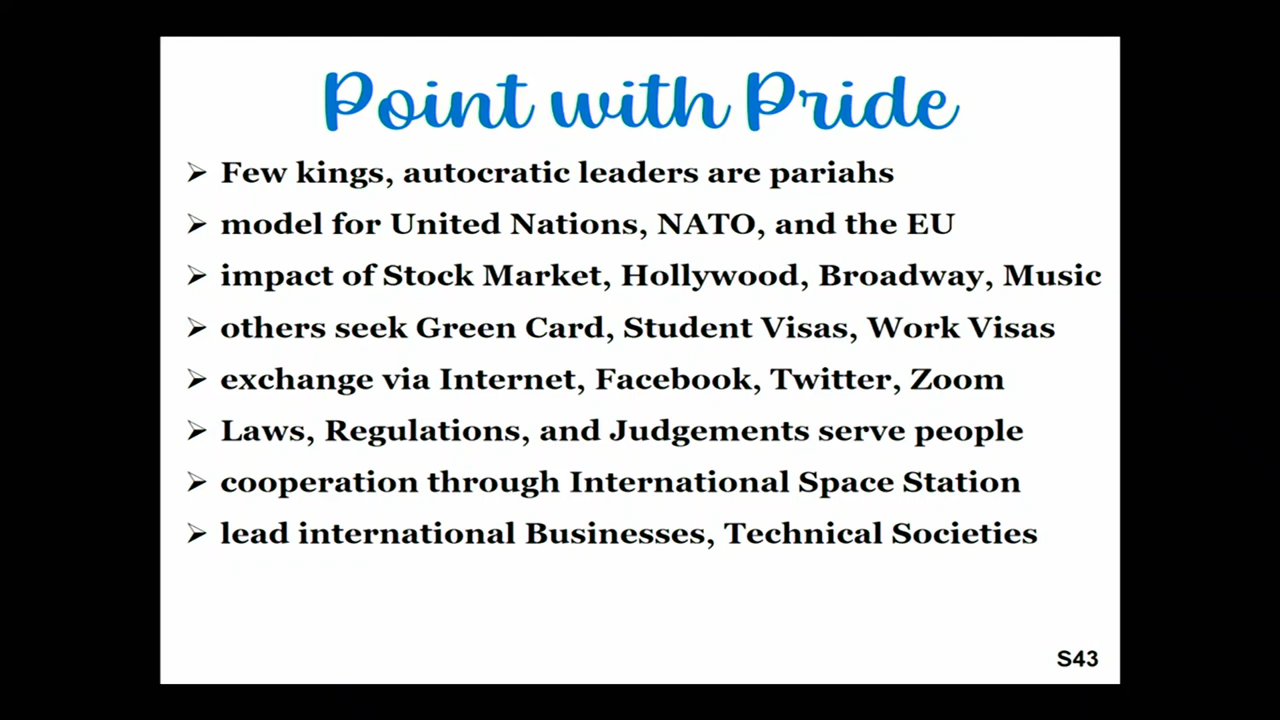 Point with Pride
➢ Few kings, autocratic leaders are pariahs
➢ model for United Nations, NATO, and the EU
➢ impact of Stock Market, Hollywood, Broadway, Music
➢ others seek Green Card, Student Visas, Work Visas
➢ exchange via Internet, Facebook, Twitter, Zoom
➢ Laws, Regulations, and Judgements serve people
➢ cooperation through International Space Station
➢ lead international Businesses, Technical Societies
S43